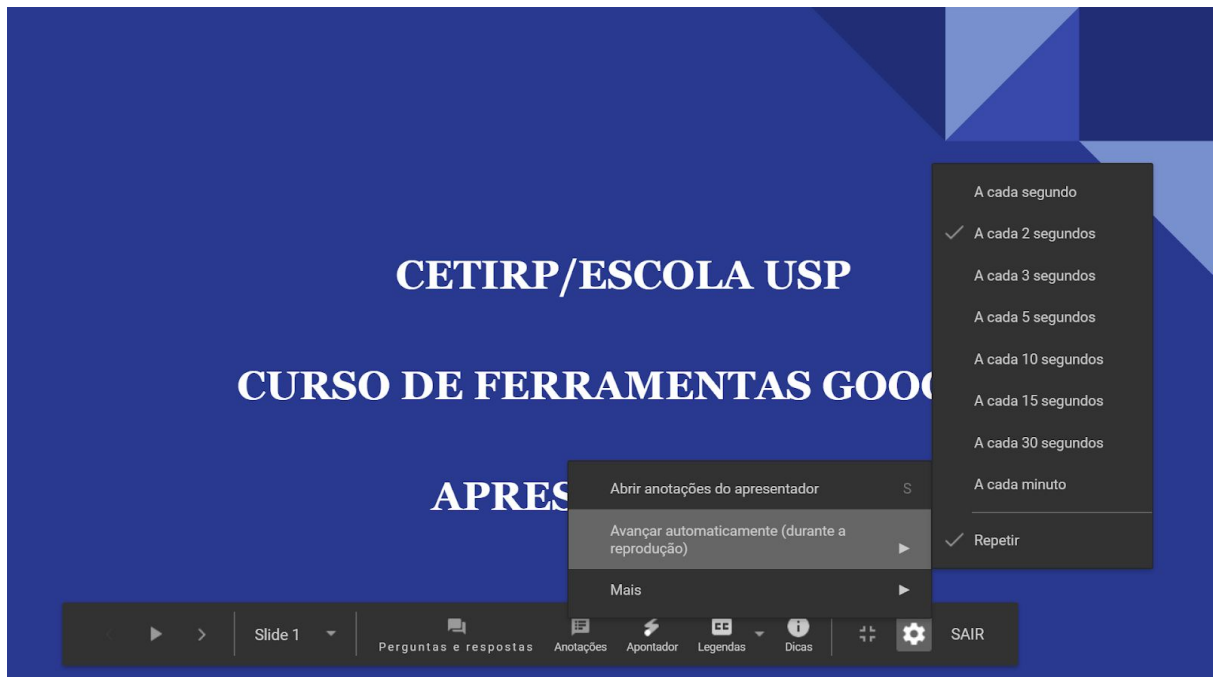 CETIRP/ESCOLA USP
CURSO DE FERRAMENTAS GOO
APRES
A cada segundo
A cada 2 segundos
A cada 3 segundos
A cada 5 segundos
A cada 10 segundos
A cada 15 segundos
A cada 30 segundos
A cada minuto
Repetir
Abrir anotações do apresentador S
Avançar automaticamente (durante a
reprodução)
Mais
Slide 1
Perguntas e respostas
Anotações
Apontador
CC
Legendas
Dicas
SAIR